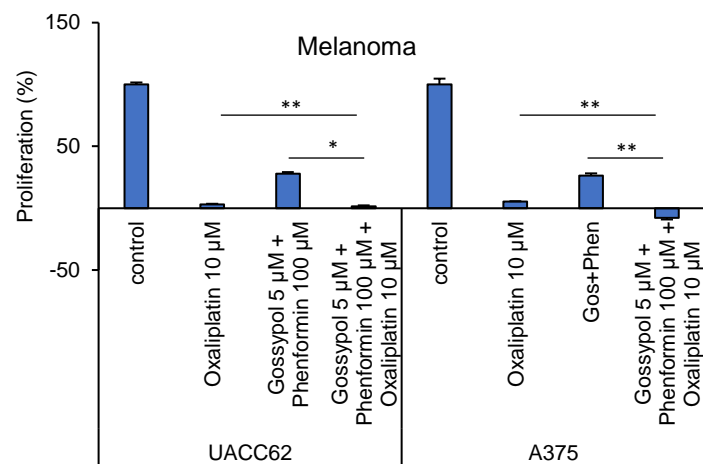 150
Melanoma
Proliferation (%)
**
**
50
*
**
-50
control
Oxaliplatin 10 µM
Gossypol 5 µM +
Phenformin 100 µM
Gossypol 5 µM +
Phenformin 100 µM +
Oxaliplatin 10 µM
control
Oxaliplatin 10 µM
Gos+Phen
Gossypol 5 µM +
Phenformin 100 µM +
Oxaliplatin 10 µM
UACC62
A375